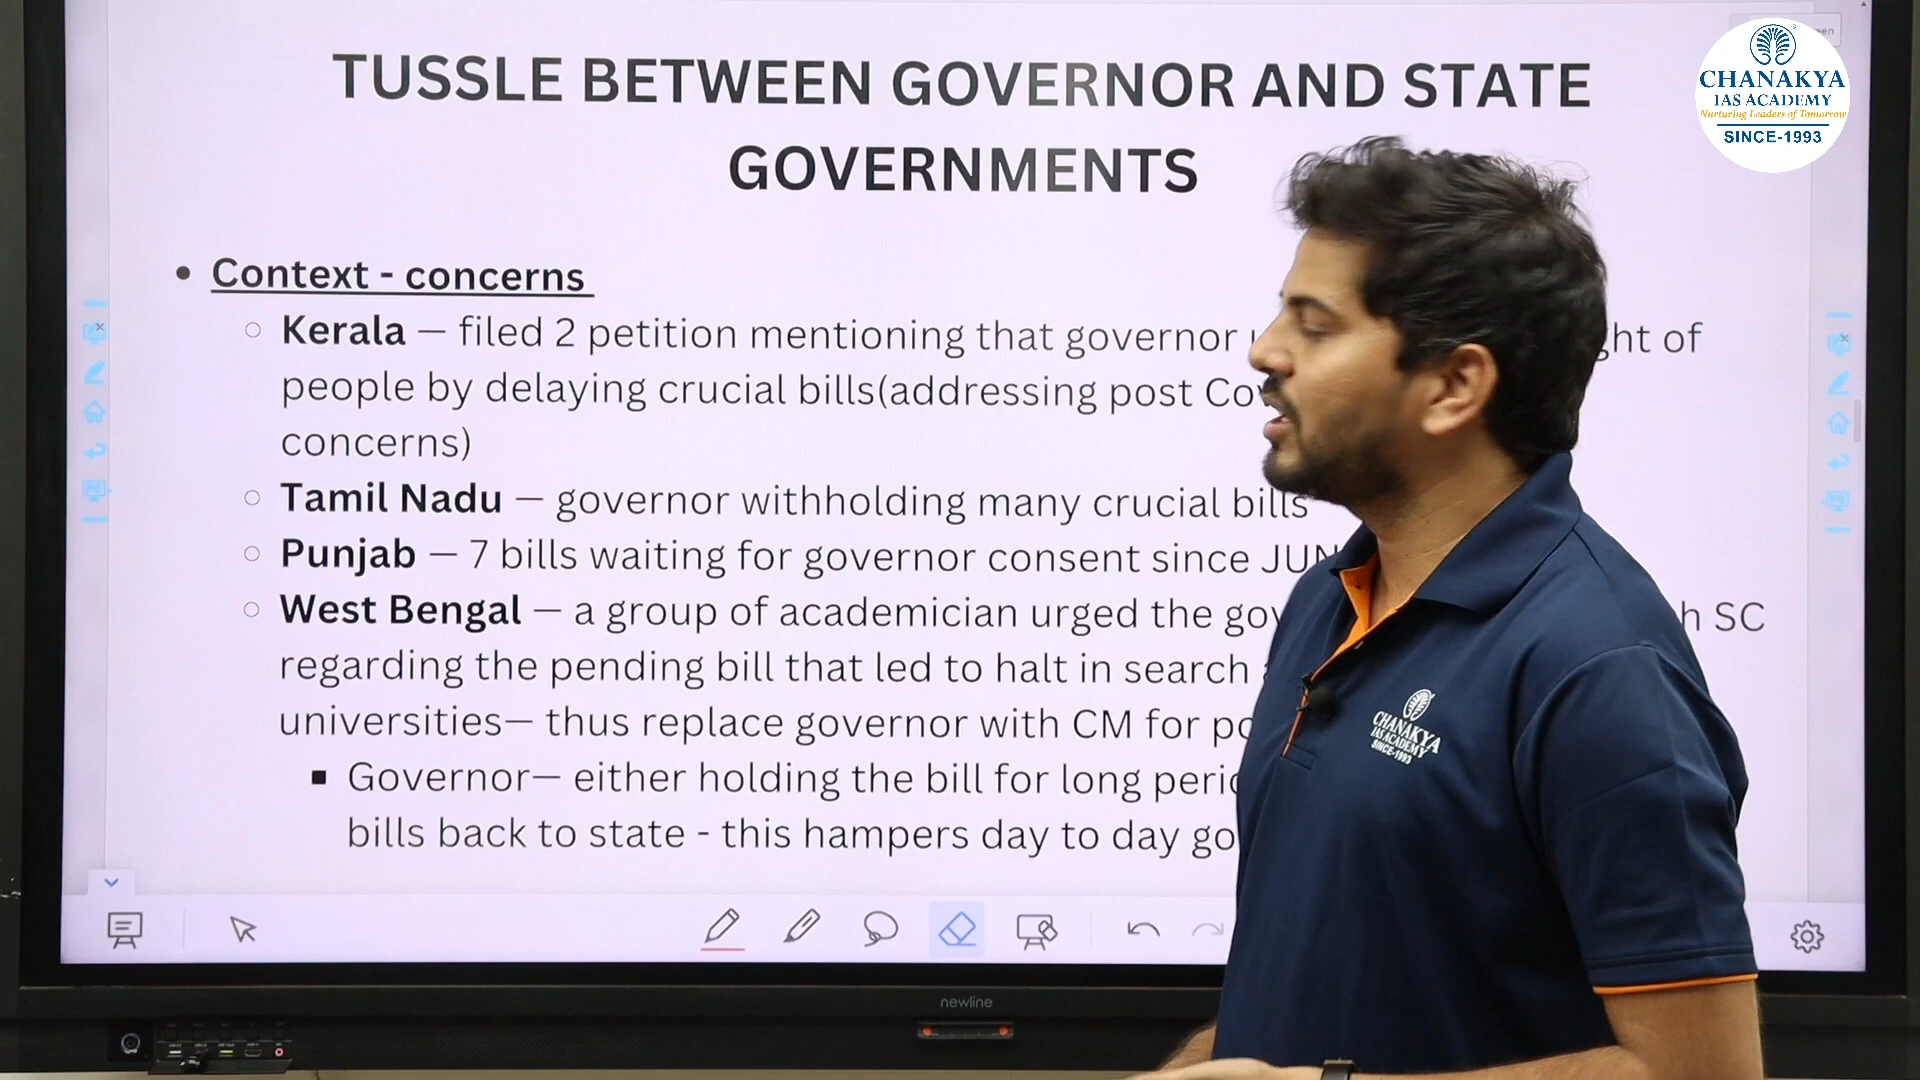 TUSSLE BETWEEN GOVERNOR AND STATE
GOVERNMENTS
CHANAKYA
IAS ACADEMY
Nurturing Leaders of Tomorrow
SINCE-1993
Context - concerns
Kerala — filed 2 petition mentioning that governor of
people by delaying crucial bills(addressing post
concerns)
Tamil Nadu — governor withholding many crucial bills
Punjab — 7 bills waiting for governor consent since
West Bengal — a group of academician urged the SC
regarding the pending bill that led to halt in search
universities— thus replace governor with CM for
Governor— either holding the bill for long
bills back to state - this hampers day to day
CHANAKYA
IAS ACADEMY
SINCE-1993
newline